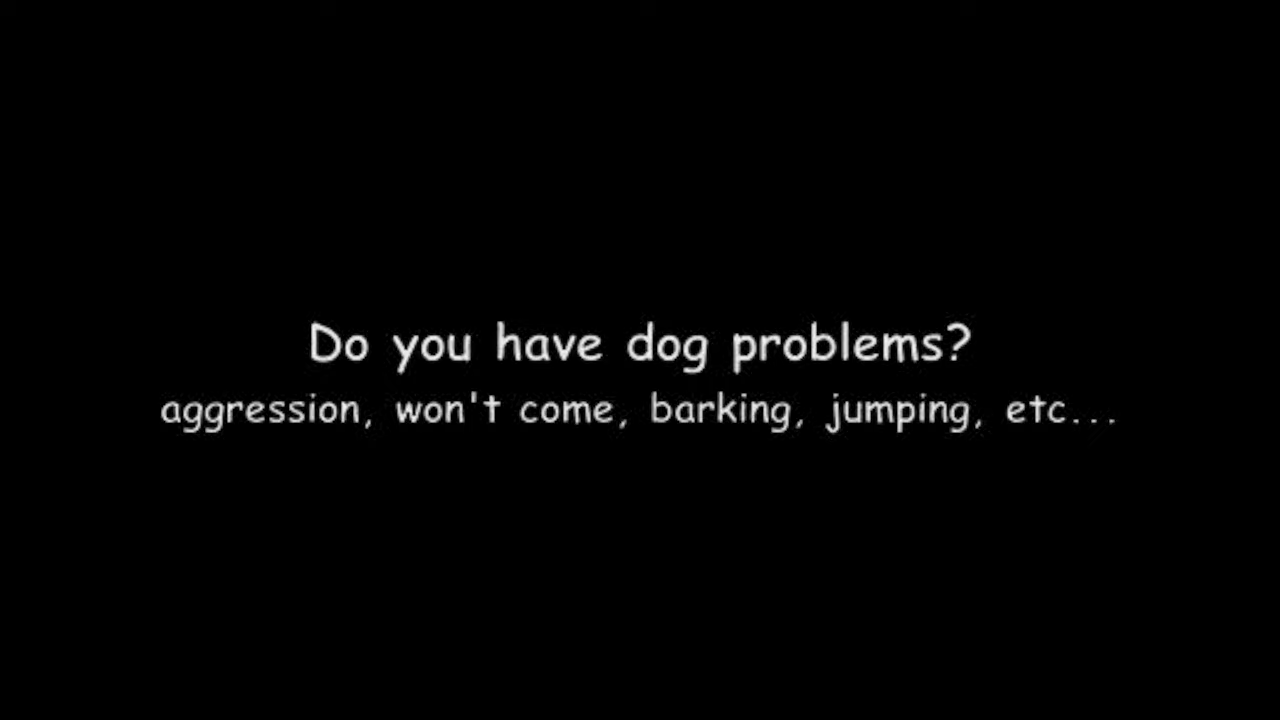 Do you have dog problems?
aggression, won't come, barking, jumping, etc...